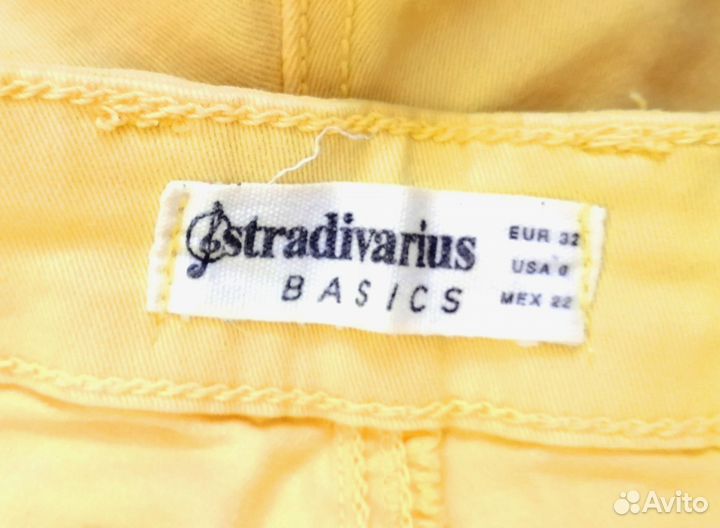 stradivarius
BASICS
EUR 32
USA 0
MEX 22
Avito